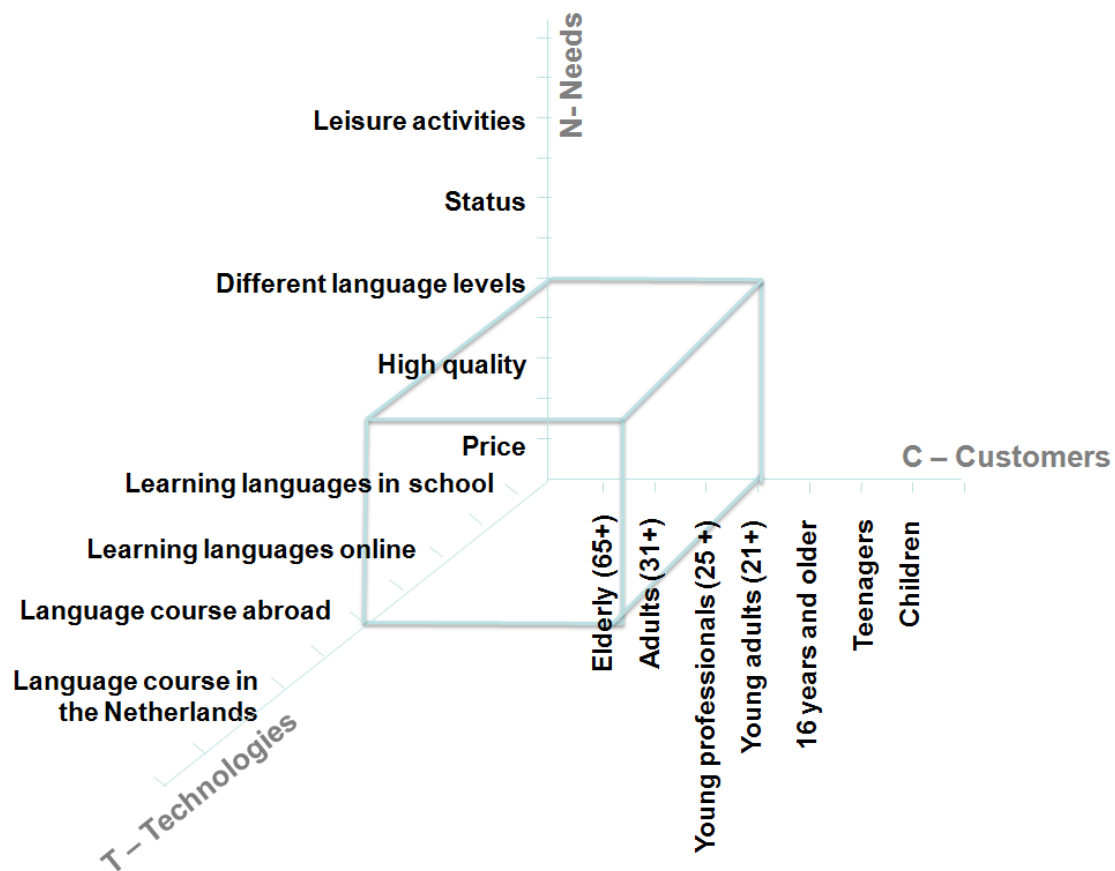 N- Needs
Leisure activities
Status
Different language levels
High quality
Price
C – Customers
Learning languages in school
Learning languages online
Language course abroad
Language course in
the Netherlands
T – Technologies
Elderly (65+)
Adults (31+)
Young professionals (25 +)
Young adults (21+)
16 years and older
Teenagers
Children